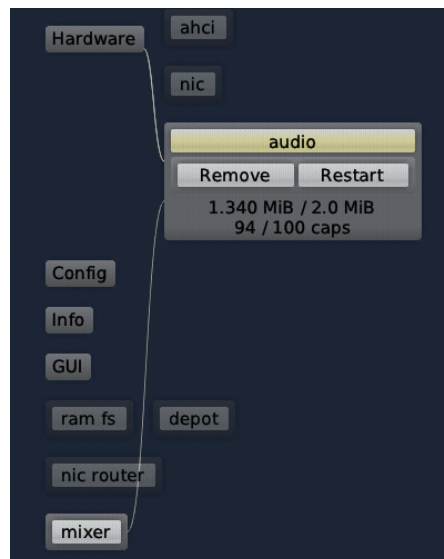 Hardware
ahci
nic
audio
Remove Restart
1.340 MiB / 2.0 MiB
94 / 100 caps
Config
Info
GUI
ram fs depot
nic router
mixer